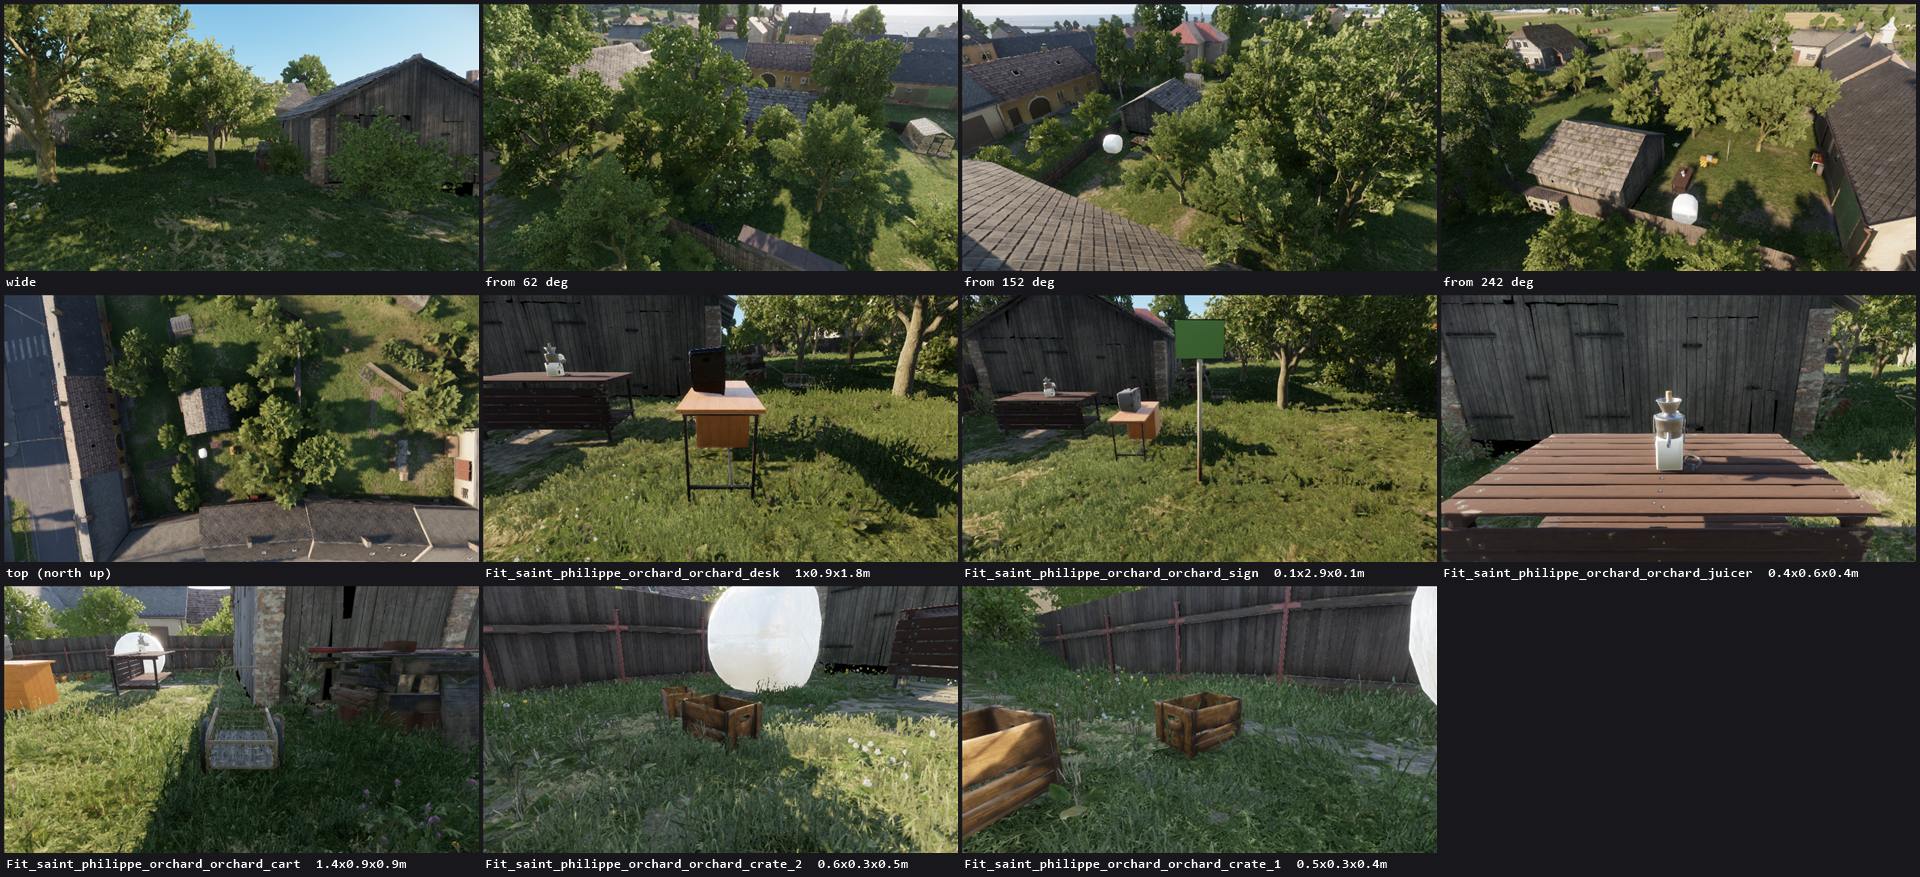 wide
from 62 deg
from 152 deg
from 242 deg
top (north up)
Fit_saint_philippe_orchard_orchard_desk 1x0.9x1.8m
Fit_saint_philippe_orchard_orchard_sign 0.1x2.9x0.1m
Fit_saint_philippe_orchard_orchard_juicer 0.4x0.6x0.4m
Fit_saint_philippe_orchard_orchard_cart 1.4x0.9x0.9m
Fit_saint_philippe_orchard_orchard_crate_2 0.6x0.3x0.5m
Fit_saint_philippe_orchard_orchard_crate_1 0.5x0.3x0.4m